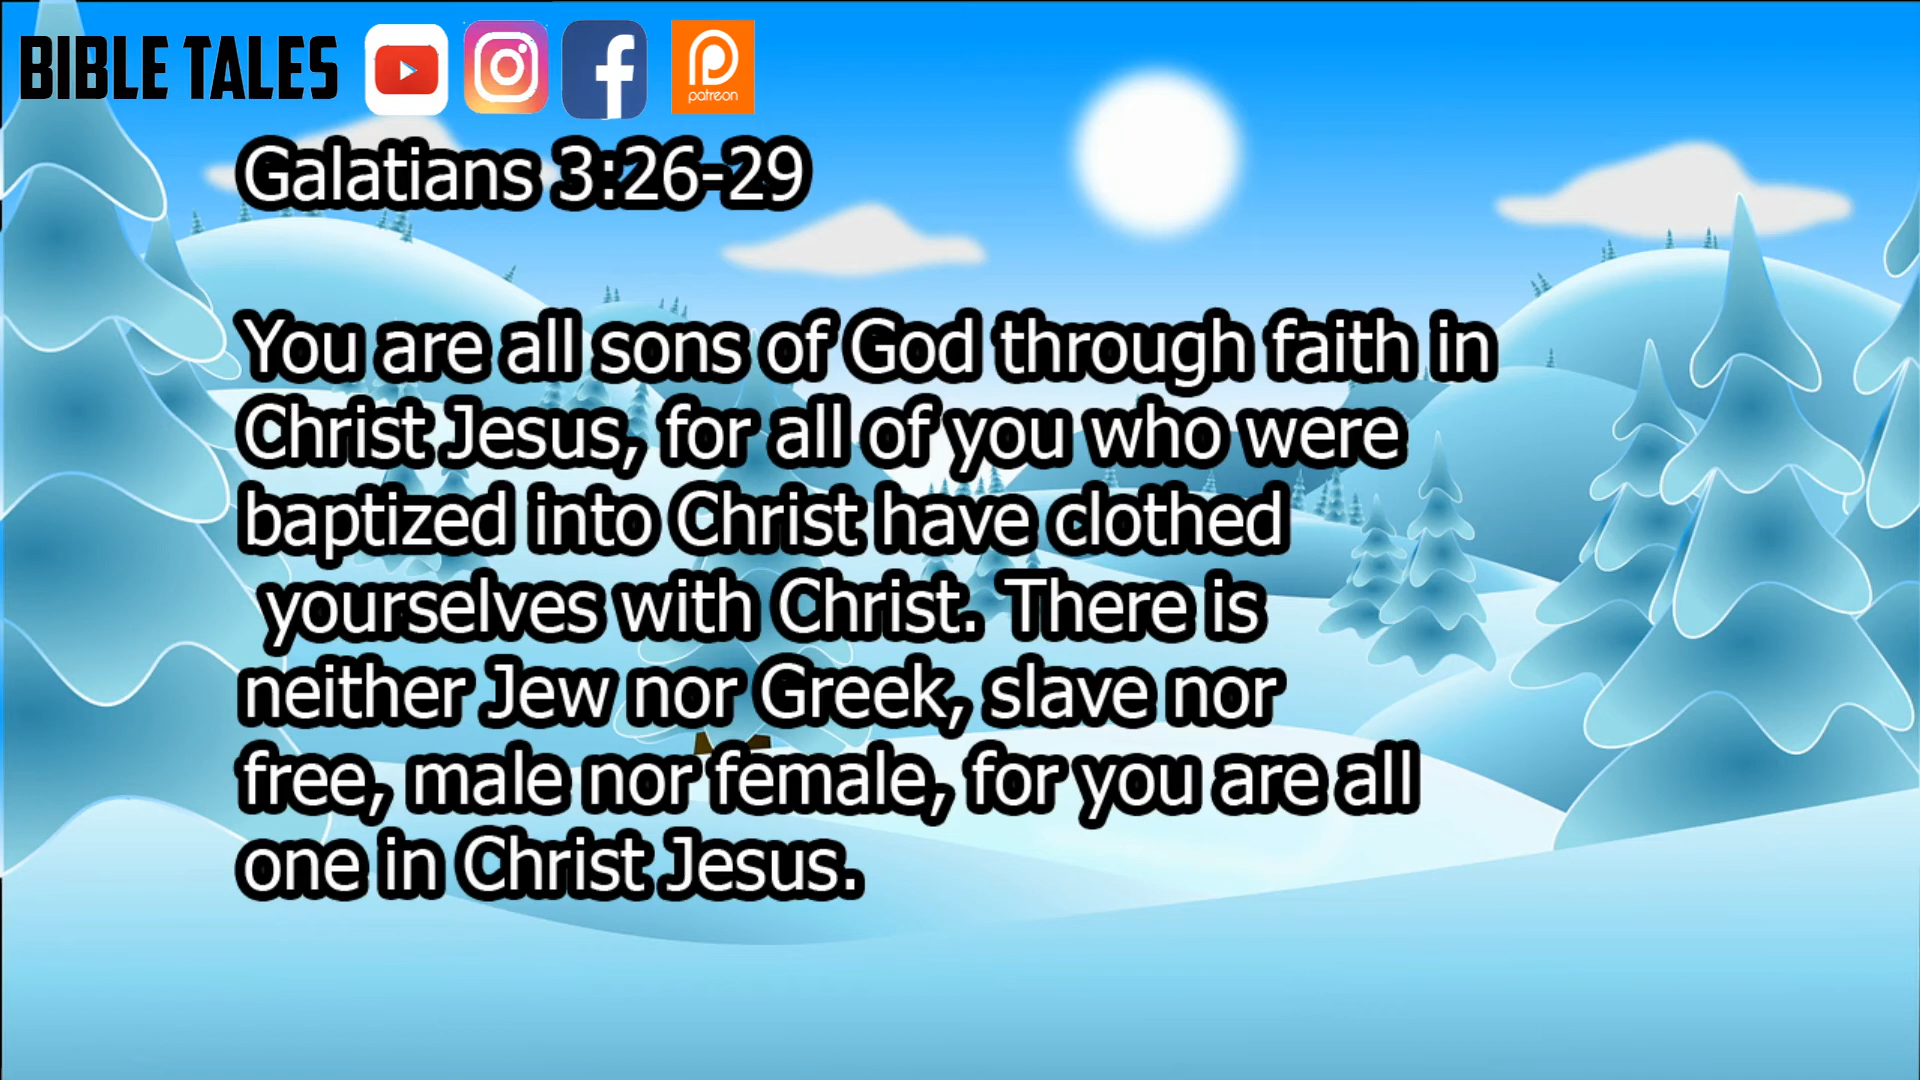 BIBLE TALES
patreon
Galatians 3:26-29
You are all sons of God through faith in
Christ Jesus, for all of you who were
baptized into Christ have clothed
yourselves with Christ. There is
neither Jew nor Greek, slave nor
free, male nor female, for you are all
one in Christ Jesus.